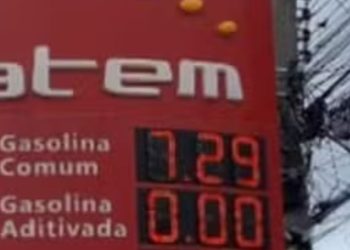 atem
Gasolina
Comum 7.29
Gasolina
Aditivada 0.00